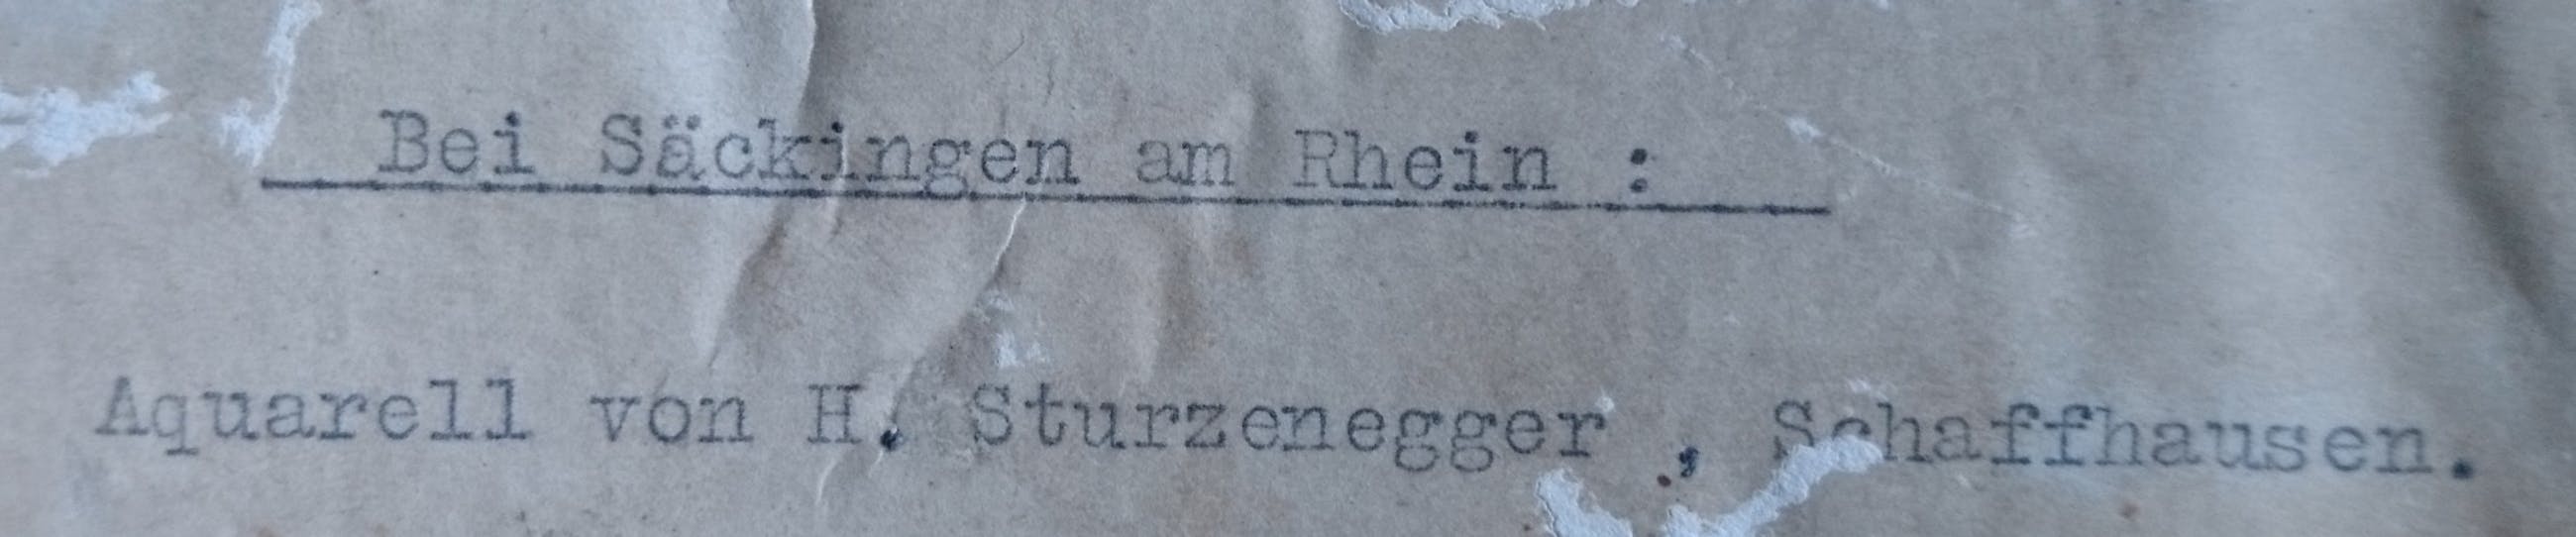 Bei Säckingen am Rhein :
Aquarell von H. Sturzenegger , Schaffhausen.